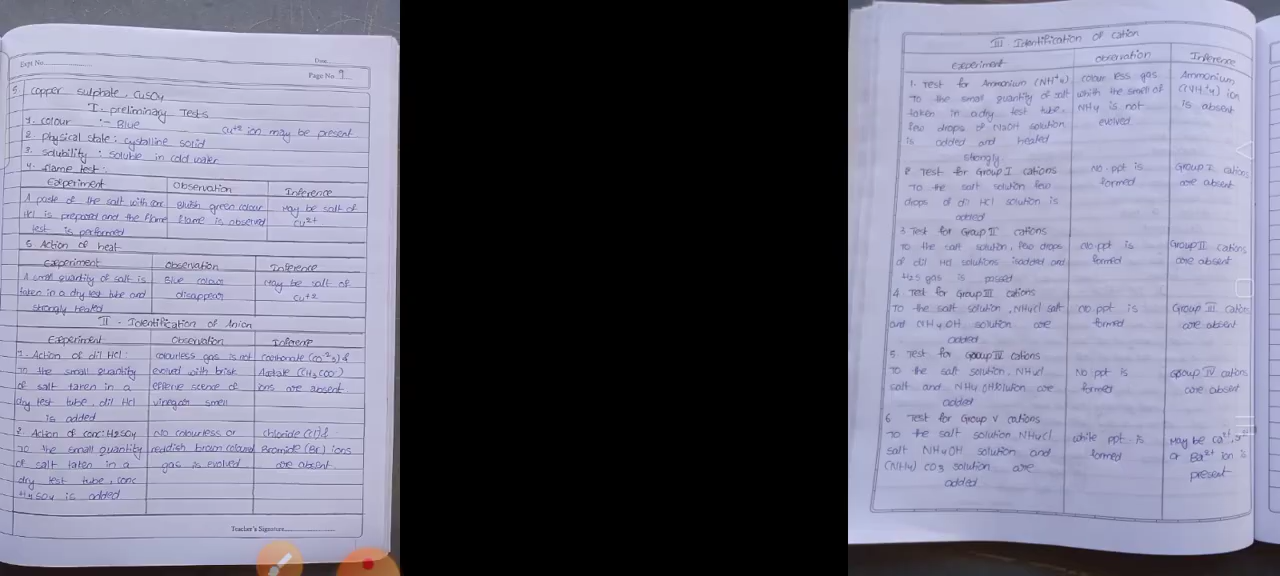 Expt No
Date
Page No. 9
5. copper sulphate, CuSO4
I - preliminary Tests
1. colour :- Blue
Cu+2 ion may be present
2. Physical state : cystalline solid
3. solubility : soluble in cold water
4. flame test :-
Experiment Observation Inference
A paste of the salt with conc Bluish green colour May be salt of
Hcl is prepared and the flame flame is observed Cu2+
test is performed
5 Action of heat
Experiment Observation Inference
A small quantity of salt is Blue colour May be salt of
taken in a dry test tube and disappear Cu+2
strongly heated
II - Identification of Anion
Experiment Observation Inference
1. Action of dil Hcl : colourless gas is not Carbonate (co2-3) &
To the small quantity evolved with brisk Acetate (CH3COO-)
of salt taken in a efferve scence of ions are absent
dry test tube, dil Hcl vinegar smell
is added
2 Action of conc. H2SO4 No colourless or chloride (cl-) &
To the small quantity reddish brown coloured Bromide (Br-) ions
of salt taken in a gas is evolved are absent
dry test tube, conc
H2SO4 is added
Teacher's Signature
III - Identification of cation
Experiment observation Inference
1. Test for Ammonium (NH+4) colour less gas Ammonium
To the small quantity of salt with the smell of (NH+4) ion
taken in a dry test tube, NH4 is not is absent
few drops of NaOH solution evolved
is added and heated
strongly
2 Test for Group I cations No ppt is Group I cations
To the salt solution few formed are absent
drops of dil HCl solution is
added
3 Test for Group II cations
To the salt solution, few drops No ppt is Group II cations
of dil Hcl solutions isadded and formed are absent
H2S gas is passed
4 Test for Group III cations
To the salt solution, NH4cl salt no ppt is Group III cation
and NH4OH solution are formed are absent
added
5 Test for Group IV cations
To the salt solution, NH4cl No ppt is Group IV cation
salt and NH4OH solution are formed are absent
added
6 Test for Group V cations
To the salt solution NH4cl white ppt is May be ca2+,
salt NH4OH solution and formed or Ba2+ ion is
(NH4) CO3 solution are present
added